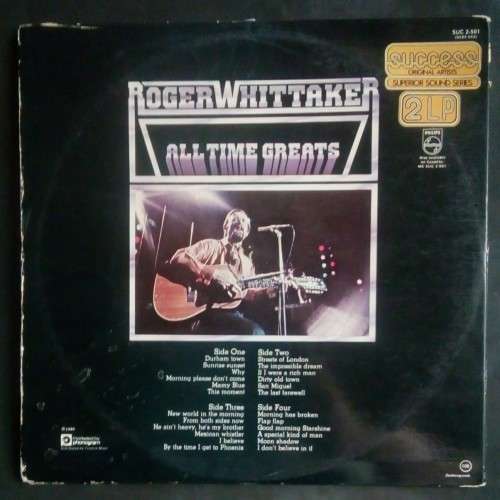 SUC 2-501
success
ORIGINAL ARTISTS
SUPERIOR SOUND SERIES
2 LP
PHILIPS
ROGER WHITTAKER
ALL TIME GREATS
Side One
Durham town
Sunrise sunset
Why
Morning please don't come
Mamy Blue
This moment
Side Two
Streets of London
The impossible dream
If I were a rich man
Dirty old town
San Miguel
The last farewell
Side Three
New world in the morning
From both sides now
He ain't heavy, he's my brother
Mexican whistler
I believe
By the time I get to Phoenix
Side Four
Morning has broken
Flap flap
Good morning Starshine
A special kind of man
Moon shadow
I don't believe in if
phonogram